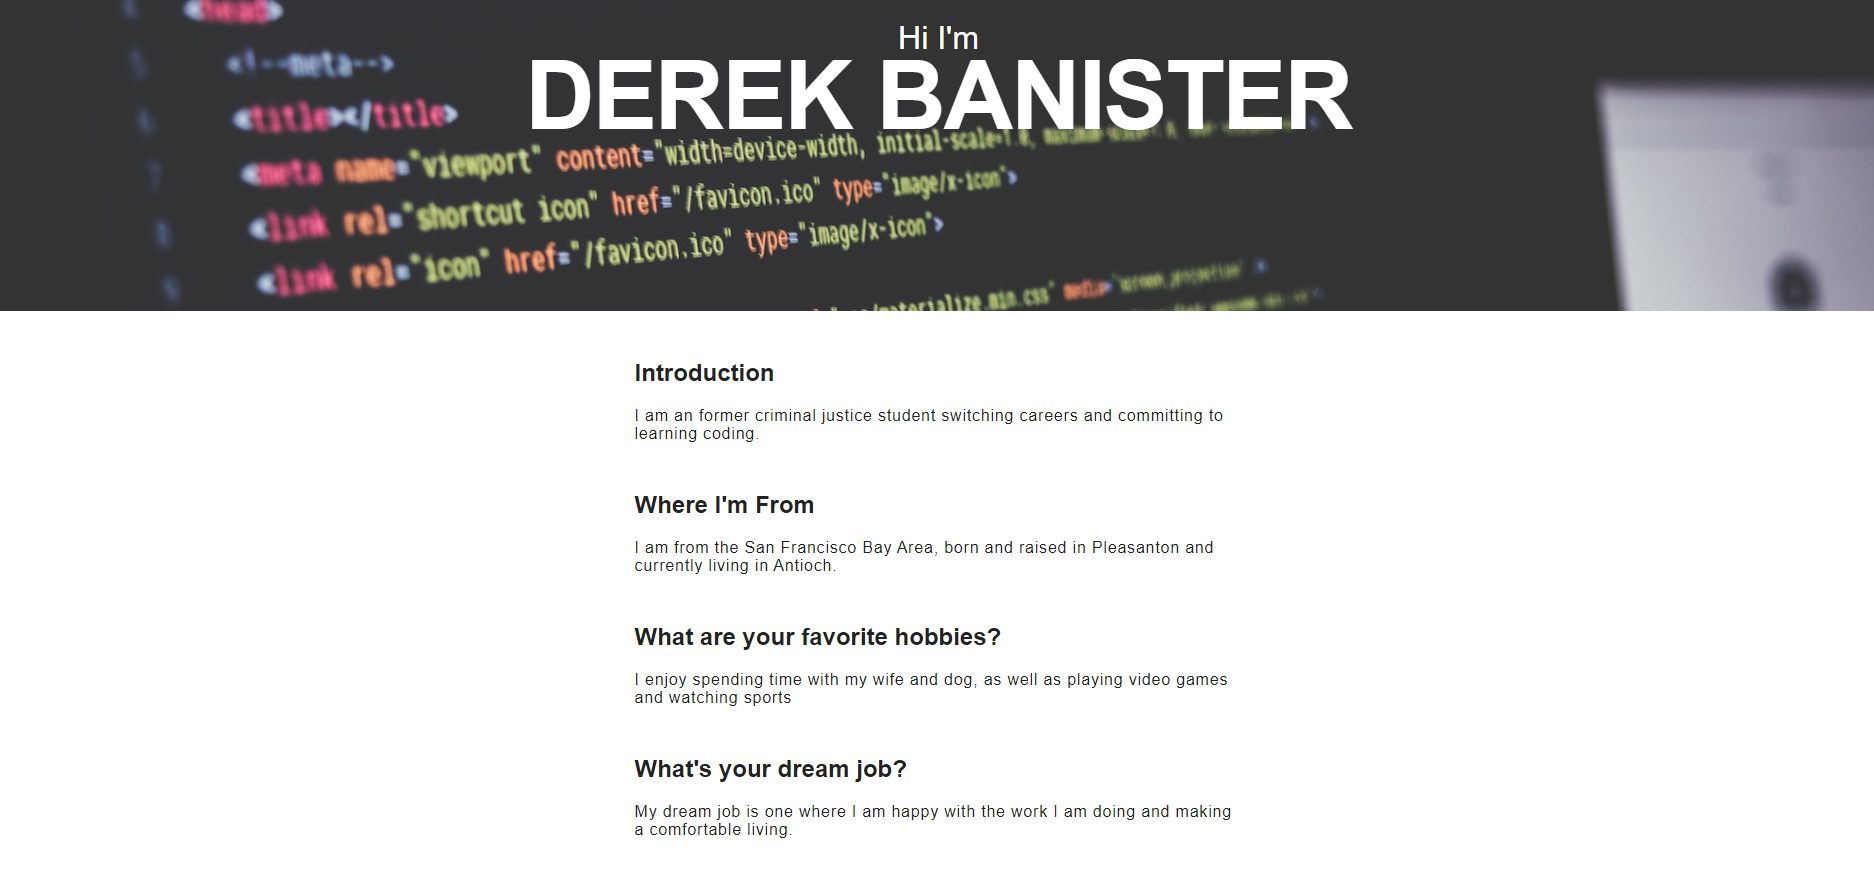 <head>
<!--meta-->
<title></title>
Hi I'm
DEREK BANISTER
<meta name="viewport" content="width=device-width, initial-scale=1.0,
<link rel="shortcut icon" href="/favicon.ico" type="image/x-icon">
<link rel="icon" href="/favicon.ico" type="image/x-icon">
materialize.min.css" media="screen,projection"
Introduction
I am an former criminal justice student switching careers and committing to
learning coding.
Where I'm From
I am from the San Francisco Bay Area, born and raised in Pleasanton and
currently living in Antioch.
What are your favorite hobbies?
I enjoy spending time with my wife and dog, as well as playing video games
and watching sports
What's your dream job?
My dream job is one where I am happy with the work I am doing and making
a comfortable living.